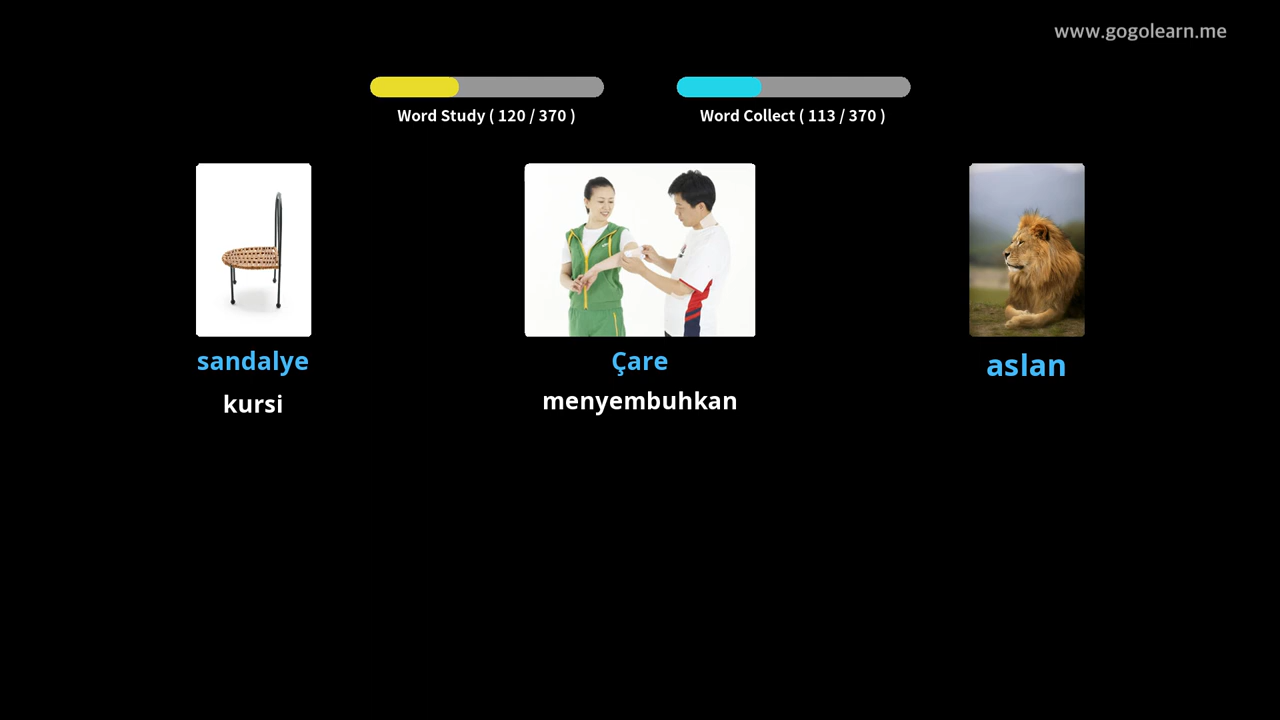 www.gogolearn.me
Word Study ( 120 / 370 )
Word Collect ( 113 / 370 )
sandalye
kursi
Çare
menyembuhkan
aslan